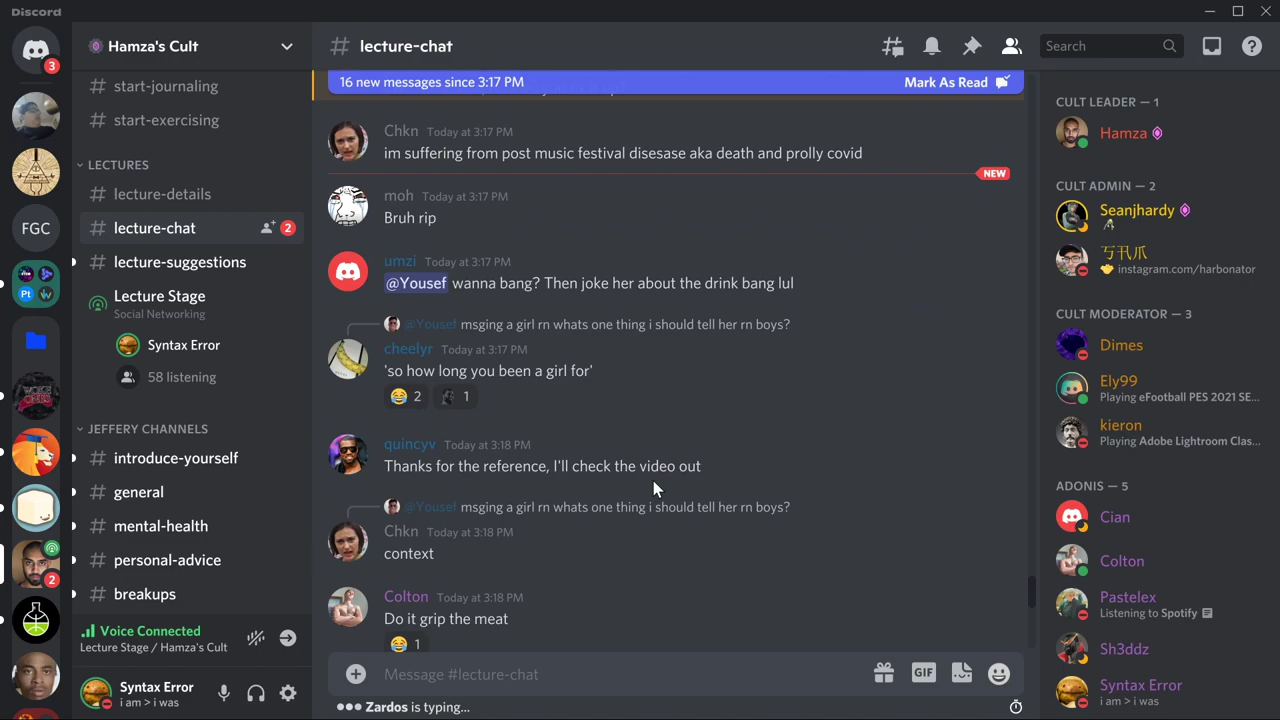 Discord
3
FGC
2
Hamza's Cult
start-journaling
start-exercising
LECTURES
lecture-details
lecture-chat
2
lecture-suggestions
Lecture Stage
Social Networking
Syntax Error
58 listening
JEFFERY CHANNELS
introduce-yourself
general
mental-health
personal-advice
breakups
Voice Connected
Lecture Stage / Hamza's Cult
Syntax Error
i am > i was
# lecture-chat
Search
16 new messages since 3:17 PM
Mark As Read
Chkn Today at 3:17 PM
im suffering from post music festival disesase aka death and prolly covid
NEW
moh Today at 3:17 PM
Bruh rip
umzi Today at 3:17 PM
@Yousef wanna bang? Then joke her about the drink bang lul
@Yousef msging a girl rn whats one thing i should tell her rn boys?
cheelyr Today at 3:17 PM
'so how long you been a girl for'
😂 2
1
quincyv Today at 3:18 PM
Thanks for the reference, I'll check the video out
@Yousef msging a girl rn whats one thing i should tell her rn boys?
Chkn Today at 3:18 PM
context
Colton Today at 3:18 PM
Do it grip the meat
😂 1
Message #lecture-chat
GIF
Zardos is typing...
CULT LEADER — 1
Hamza
CULT ADMIN — 2
Seanjhardy
instagram.com/harbonator
CULT MODERATOR — 3
Dimes
Ely99
Playing eFootball PES 2021 SE...
kieron
Playing Adobe Lightroom Clas...
ADONIS — 5
Cian
Colton
Pastelex
Listening to Spotify
Sh3ddz
Syntax Error
i am > i was